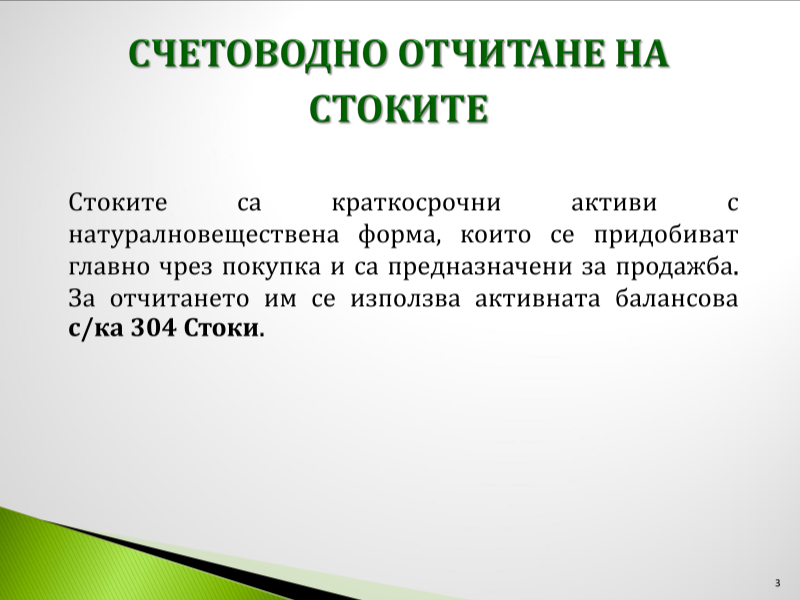 СЧЕТОВОДНО ОТЧИТАНЕ НА
СТОКИТЕ
Стоките са краткосрочни активи с
натуралновеществена форма, които се придобиват
главно чрез покупка и са предназначени за продажба.
За отчитането им се използва активната балансова
с/ка 304 Стоки.
3